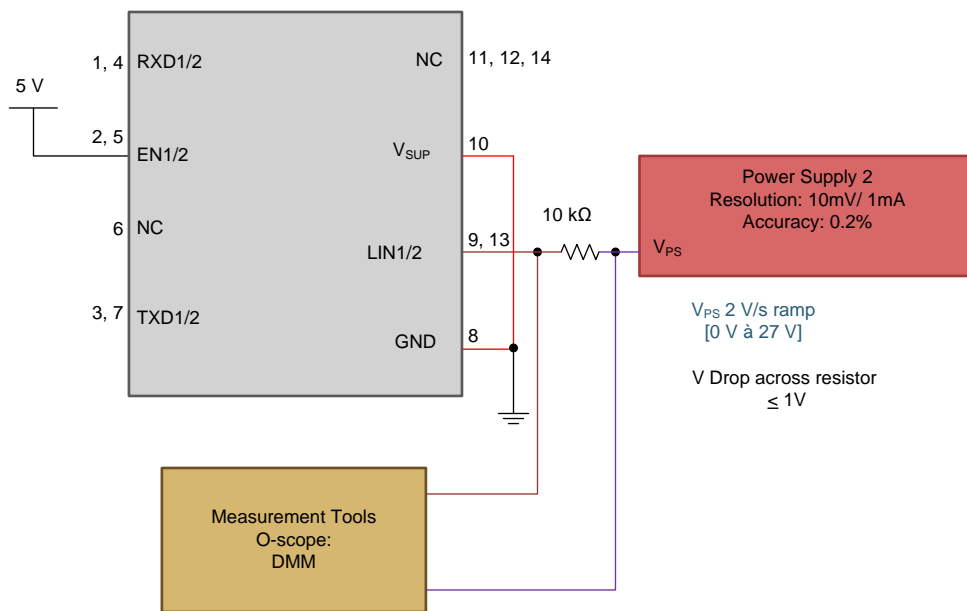 5 V
1, 4
RXD1/2
2, 5
EN1/2
6
NC
3, 7
TXD1/2
NC
11, 12, 14
VSUP
10
LIN1/2
9, 13
GND
8
10 kΩ
Power Supply 2
Resolution: 10mV/ 1mA
Accuracy: 0.2%
VPS
VPS 2 V/s ramp
[0 V à 27 V]
V Drop across resistor
≤ 1V
Measurement Tools
O-scope:
DMM